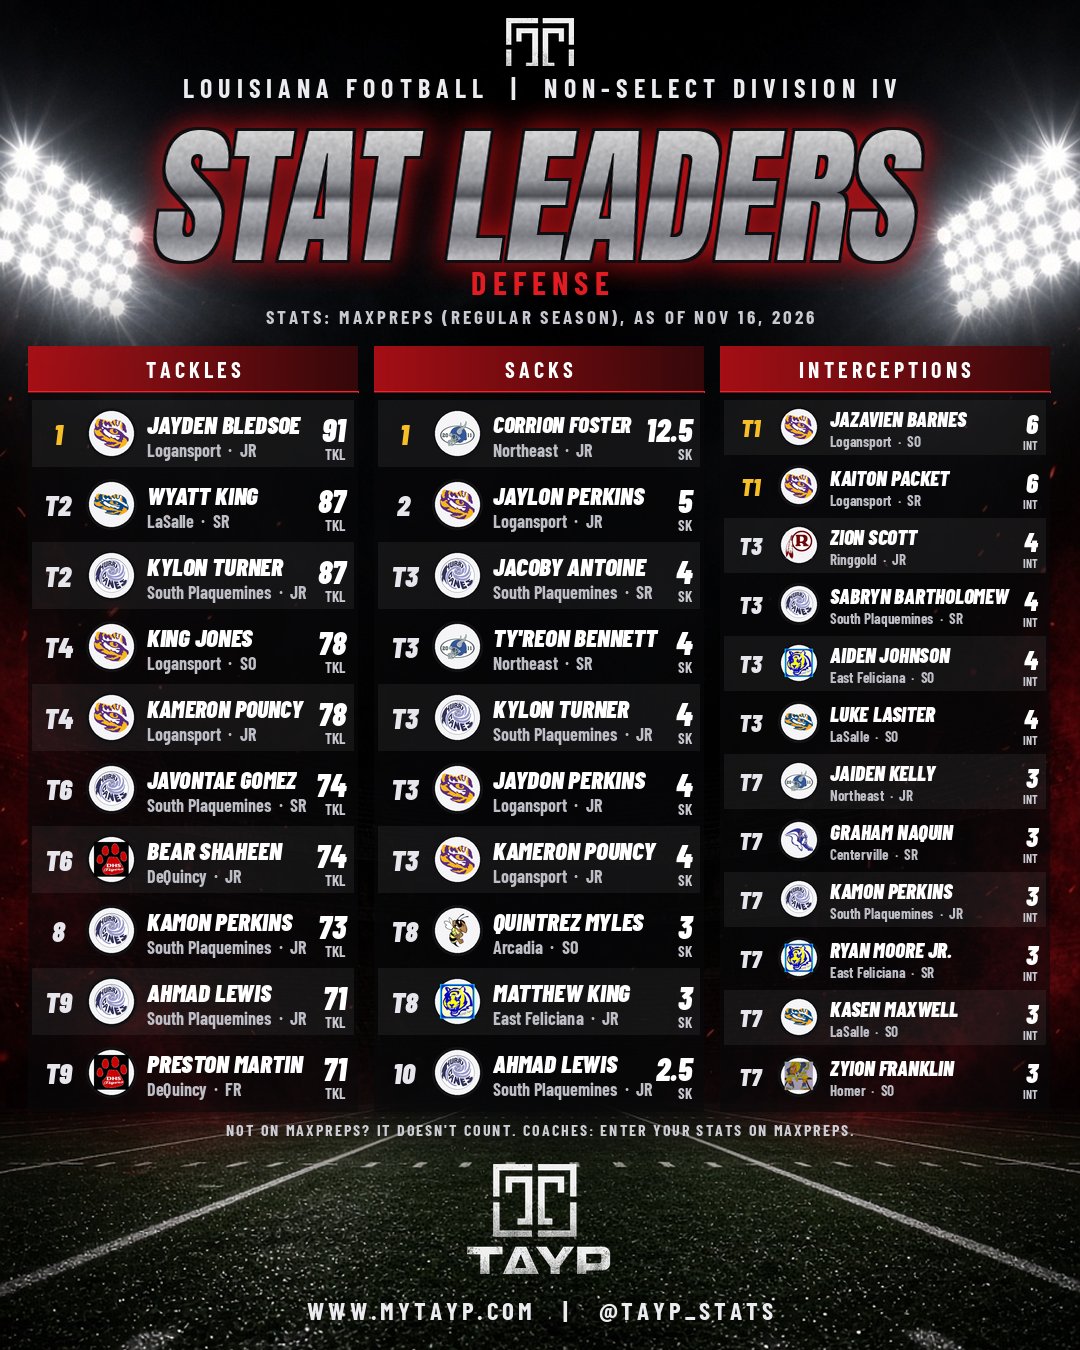 LOUISIANA FOOTBALL | NON-SELECT DIVISION IV
STAT LEADERS
DEFENSE
STATS: MAXPREPS (REGULAR SEASON), AS OF NOV 16, 2026
TACKLES
1 JAYDEN BLEDSOE 91
Logansport · JR TKL
T2 WYATT KING 87
LaSalle · SR TKL
T2 KYLON TURNER 87
South Plaquemines · JR TKL
T4 KING JONES 78
Logansport · SO TKL
T4 KAMERON POUNCY 78
Logansport · JR TKL
T6 JAVONTAE GOMEZ 74
South Plaquemines · SR TKL
T6 BEAR SHAHEEN 74
DeQuincy · JR TKL
8 KAMON PERKINS 73
South Plaquemines · JR TKL
T9 AHMAD LEWIS 71
South Plaquemines · JR TKL
T9 PRESTON MARTIN 71
DeQuincy · FR TKL
SACKS
1 CORRION FOSTER 12.5
Northeast · JR SK
2 JAYLON PERKINS 5
Logansport · JR SK
T3 JACOBY ANTOINE 4
South Plaquemines · SR SK
T3 TY'REON BENNETT 4
Northeast · SR SK
T3 KYLON TURNER 4
South Plaquemines · JR SK
T3 JAYDON PERKINS 4
Logansport · JR SK
T3 KAMERON POUNCY 4
Logansport · JR SK
T8 QUINTREZ MYLES 3
Arcadia · SO SK
T8 MATTHEW KING 3
East Feliciana · JR SK
10 AHMAD LEWIS 2.5
South Plaquemines · JR SK
INTERCEPTIONS
T1 JAZAVIEN BARNES 6
Logansport · SO INT
T1 KAITON PACKET 6
Logansport · SR INT
T3 ZION SCOTT 4
Ringgold · JR INT
T3 SABRYN BARTHOLOMEW 4
South Plaquemines · SR INT
T3 AIDEN JOHNSON 4
East Feliciana · SO INT
T3 LUKE LASITER 4
LaSalle · SO INT
T7 JAIDEN KELLY 3
Northeast · JR INT
T7 GRAHAM NAQUIN 3
Centerville · SR INT
T7 KAMON PERKINS 3
South Plaquemines · JR INT
T7 RYAN MOORE JR. 3
East Feliciana · SR INT
T7 KASEN MAXWELL 3
LaSalle · SO INT
T7 ZYION FRANKLIN 3
Homer · SO INT
NOT ON MAXPREPS? IT DOESN'T COUNT. COACHES: ENTER YOUR STATS ON MAXPREPS.
TAYP
WWW.MYTAYP.COM | @TAYP_STATS